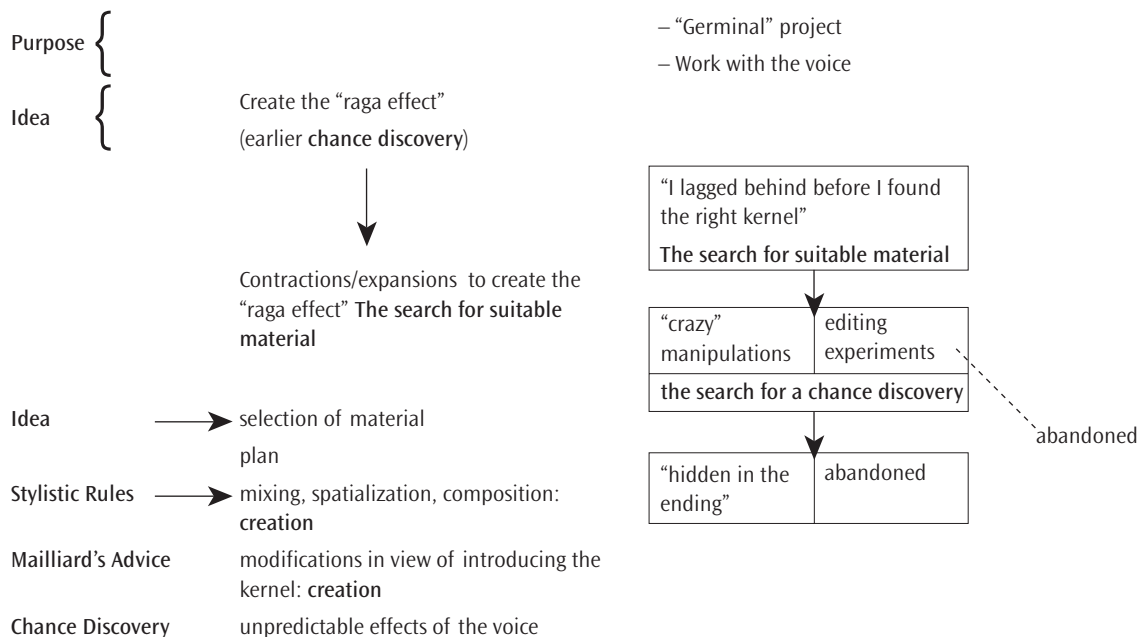 Purpose
– “Germinal” project
– Work with the voice
Idea
Create the “raga effect”
(earlier chance discovery)
“I lagged behind before I found
the right kernel”
The search for suitable material
Contractions/expansions to create the
“raga effect” The search for suitable
material
“crazy”
manipulations
editing
experiments
the search for a chance discovery
abandoned
Idea
selection of material
plan
“hidden in the
ending”
abandoned
Stylistic Rules
mixing, spatialization, composition:
creation
Mailliard’s Advice
modifications in view of introducing the
kernel: creation
Chance Discovery
unpredictable effects of the voice